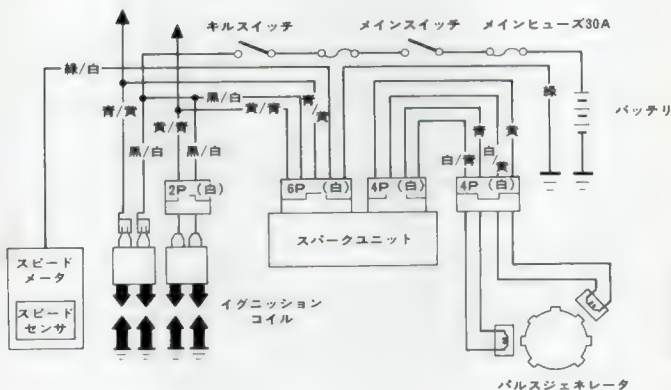 キルスイッチ
メインスイッチ
メインヒューズ30A
緑/白
黒/白
青/黄
青/黄
黄/青
黄/青
黒/白
黒/白
青
黄
白/青
白/黄
緑
バッテリ
2P (白)
6P (白)
4P (白)
4P (白)
スパークユニット
スピード
メータ
スピード
センサ
イグニッション
コイル
パルスジェネレータ